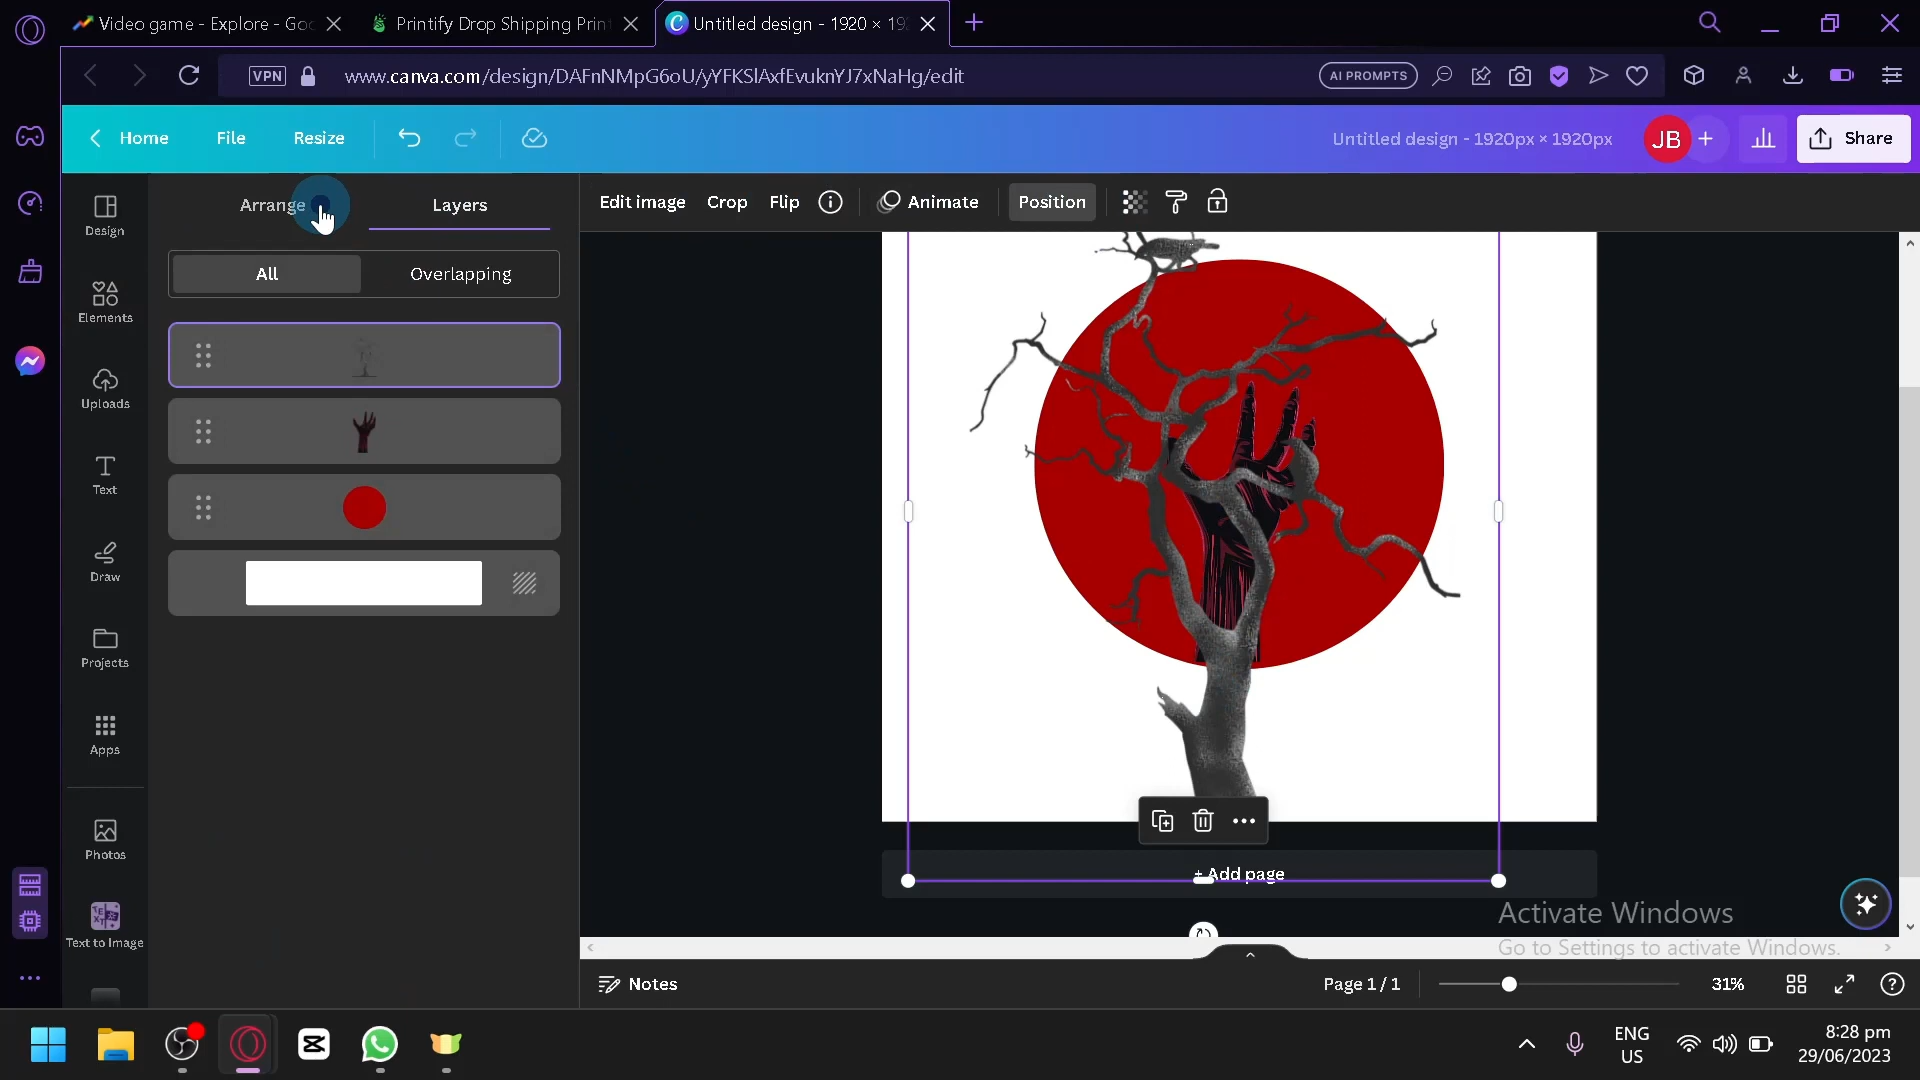 Video game - Explore - Goo
Printify Drop Shipping Print
Untitled design - 1920 × 19
VPN
www.canva.com/design/DAFnNMpG6oU/yYFKSlAxfEvuknYJ7xNaHg/edit
AI PROMPTS
Home
File
Resize
Untitled design - 1920px × 1920px
JB
Share
Design
Elements
Uploads
Text
Draw
Projects
Apps
Photos
Text to Image
Arrange
Layers
All
Overlapping
Edit image
Crop
Flip
Animate
Position
+ Add page
Activate Windows
Go to Settings to activate Windows.
Notes
Page 1 / 1
31%
ENG
US
8:28 pm
29/06/2023